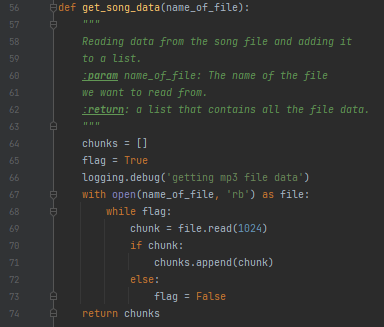 56 def get_song_data(name_of_file):
57     """
58     Reading data from the song file and adding it
59     to a list.
60     :param name_of_file: The name of the file
61     we want to read from.
62     :return: a list that contains all the file data.
63     """
64     chunks = []
65     flag = True
66     logging.debug('getting mp3 file data')
67     with open(name_of_file, 'rb') as file:
68         while flag:
69             chunk = file.read(1024)
70             if chunk:
71                 chunks.append(chunk)
72             else:
73                 flag = False
74     return chunks